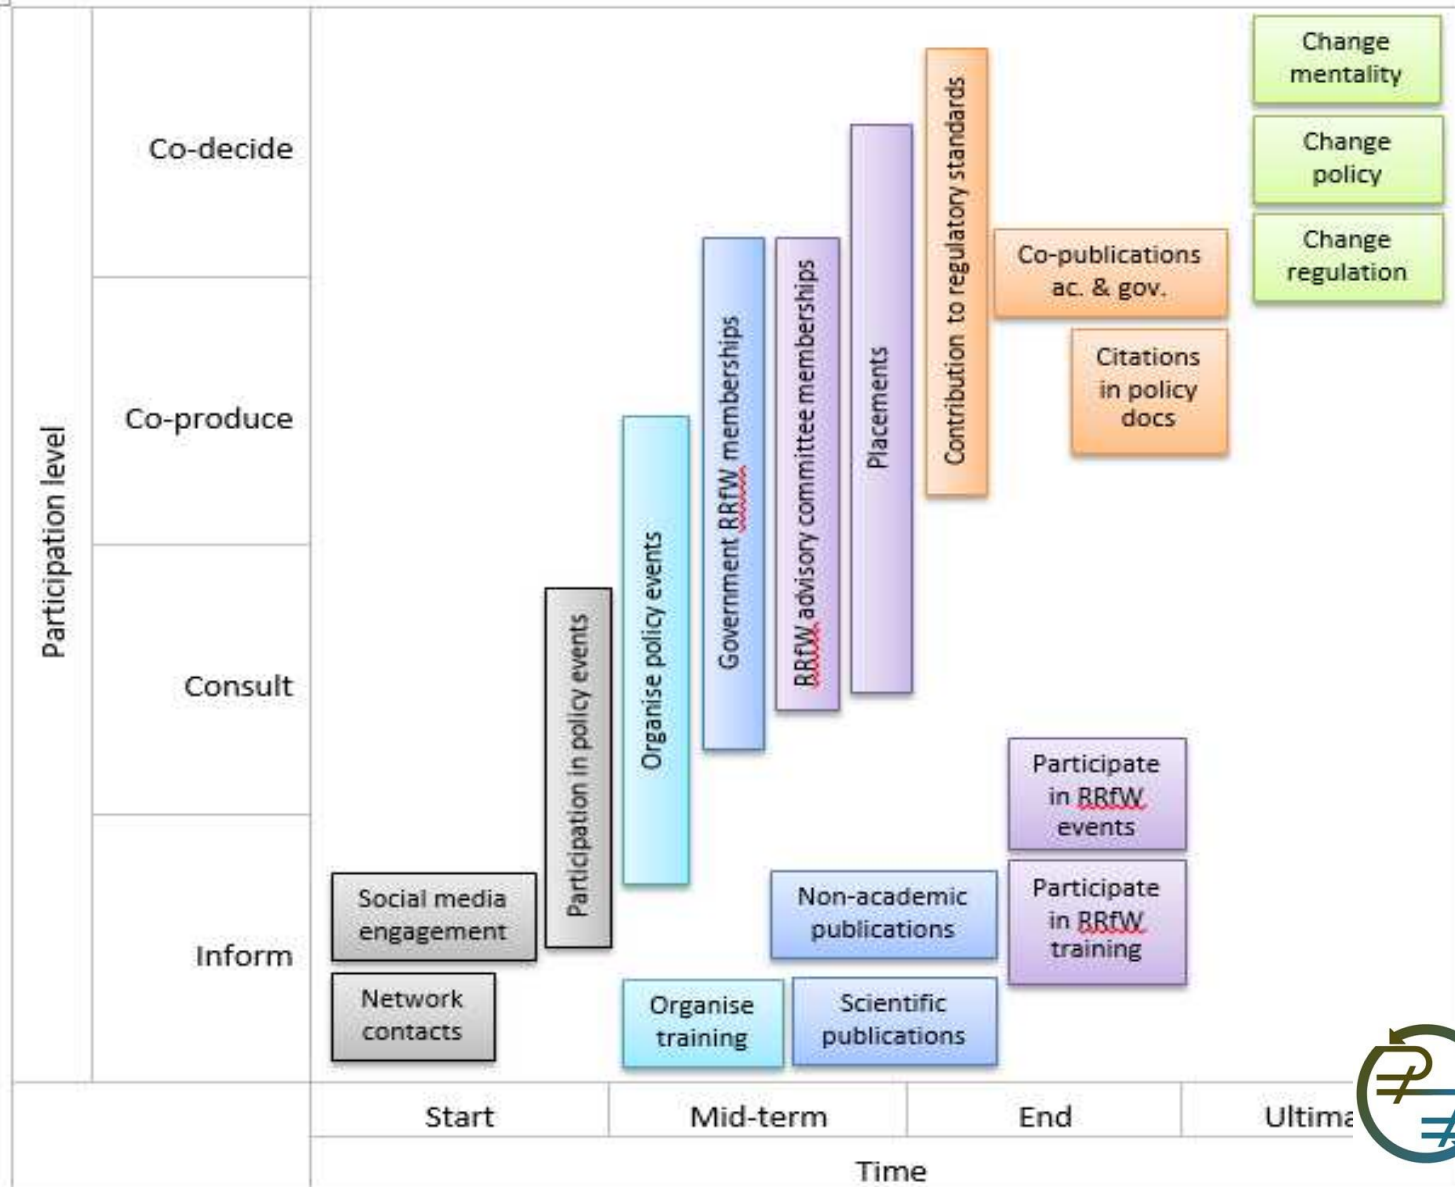 Change
mentality
Change
policy
Change
regulation
Co-decide
Co-produce
Consult
Inform
Participation level
Contribution to regulatory standards
Placements
RRfW advisory committee memberships
Government RRfW memberships
Organise policy events
Participation in policy events
Co-publications
ac. & gov.
Citations
in policy
docs
Participate
in RRfW
events
Participate
in RRfW
training
Non-academic
publications
Scientific
publications
Organise
training
Social media
engagement
Network
contacts
Start
Mid-term
End
Time